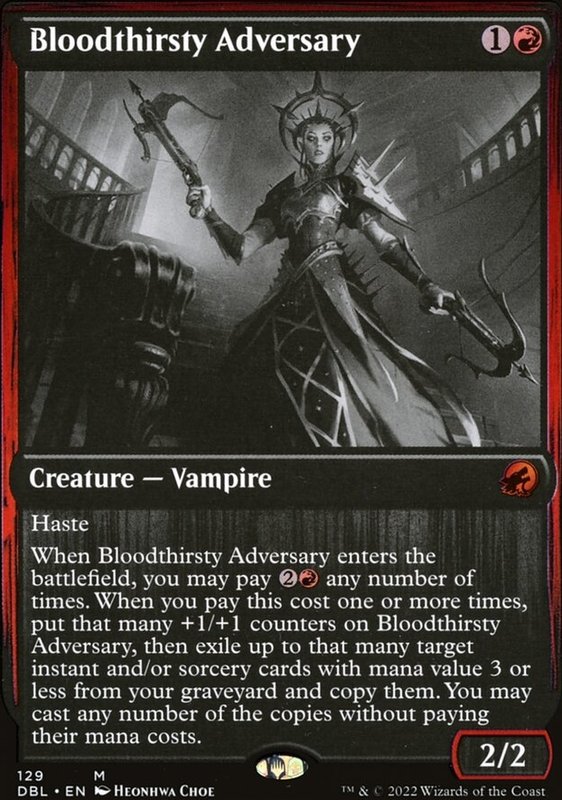 Bloodthirsty Adversary 1
Creature — Vampire
Haste
When Bloodthirsty Adversary enters the
battlefield, you may pay 2 any number of
times. When you pay this cost one or more times,
put that many +1/+1 counters on Bloodthirsty
Adversary, then exile up to that many target
instant and/or sorcery cards with mana value 3 or
less from your graveyard and copy them. You may
cast any number of the copies without paying
their mana costs.
2/2
129 M
DBL • EN Heonhwa Choe
™ & © 2022 Wizards of the Coast